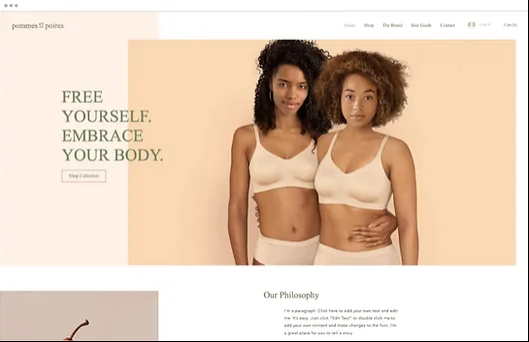 pommes et poires
Home Shop Our Brand Size Guide Contact Log In Cart (0)
FREE
YOURSELF.
EMBRACE
YOUR BODY.
Shop Collection
Our Philosophy
I'm a paragraph. Click here to add your own text and edit
me. It's easy. Just click "Edit Text" or double click me to
add your own content and make changes to the font. I'm
a great place for you to tell a story.